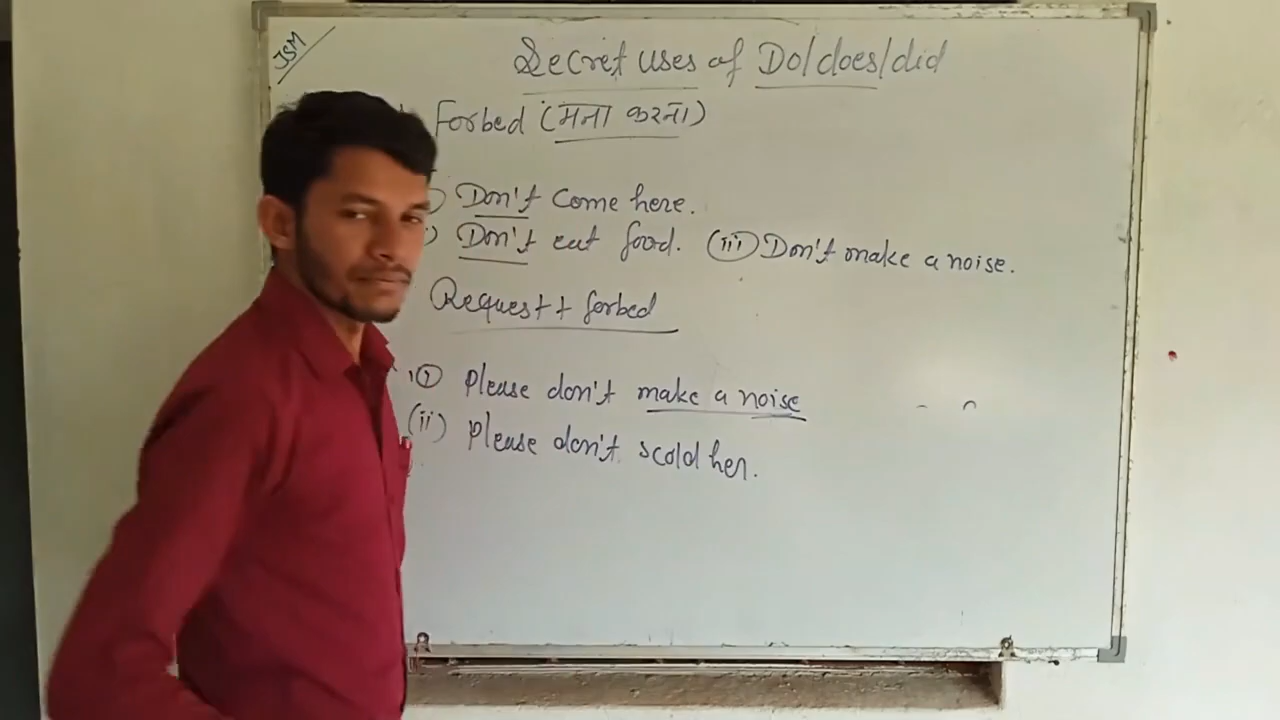 JSM
Secret uses of Do/does/did
Forbed (मना करना)
Don't come here.
Don't eat food. (iii) Don't make a noise.
Request + forbed
(i) Please don't make a noise
(ii) Please don't scold her.